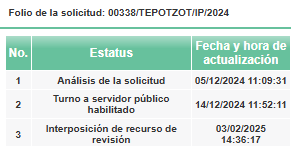 Folio de la solicitud: 00338/TEPOTZOT/IP/2024
No. Estatus Fecha y hora de actualización
1 Análisis de la solicitud 05/12/2024 11:09:31
2 Turno a servidor público habilitado 14/12/2024 11:52:11
3 Interposición de recurso de revisión 03/02/2025 14:36:17